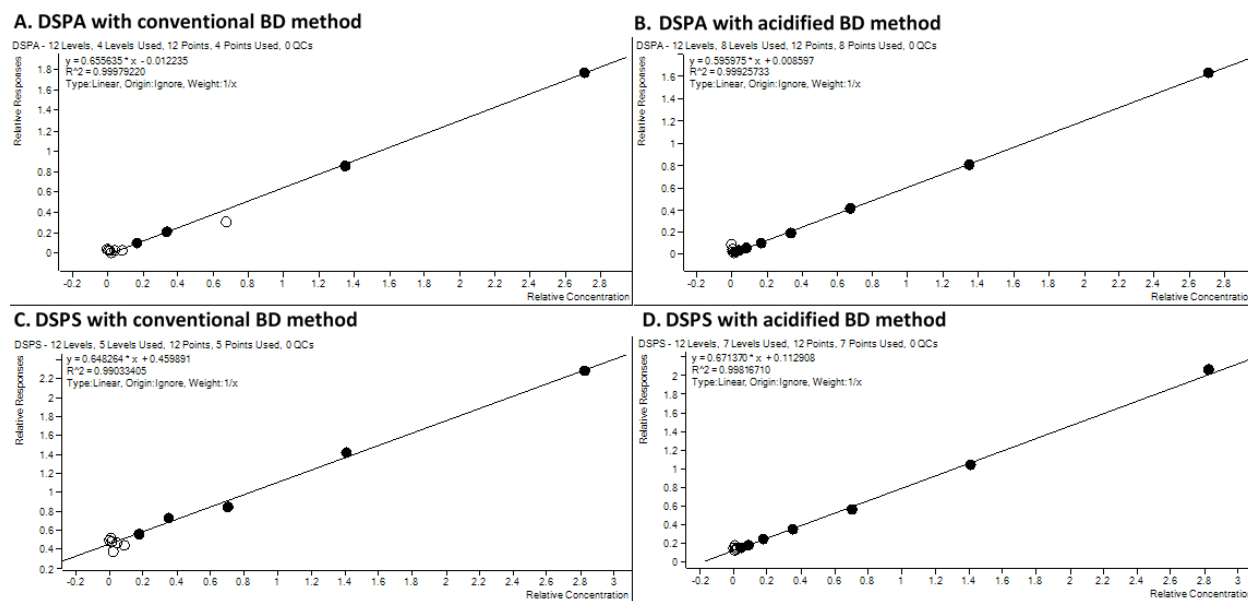 A. DSPA with conventional BD method
DSPA - 12 Levels, 4 Levels Used, 12 Points, 4 Points Used, 0 QCs
y = 0.655635 * x - 0.012235
R^2 = 0.99979220
Type:Linear, Origin:Ignore, Weight:1/x
Relative Responses
1.8
1.6
1.4
1.2
1
0.8
0.6
0.4
0.2
0
-0.2 0 0.2 0.4 0.6 0.8 1 1.2 1.4 1.6 1.8 2 2.2 2.4 2.6 2.8
Relative Concentration
B. DSPA with acidified BD method
DSPA - 12 Levels, 8 Levels Used, 12 Points, 8 Points Used, 0 QCs
y = 0.595975 * x + 0.008597
R^2 = 0.99925733
Type:Linear, Origin:Ignore, Weight:1/x
Relative Responses
1.6
1.4
1.2
1
0.8
0.6
0.4
0.2
0
-0.2 0 0.2 0.4 0.6 0.8 1 1.2 1.4 1.6 1.8 2 2.2 2.4 2.6 2.8
Relative Concentration
C. DSPS with conventional BD method
DSPS - 12 Levels, 5 Levels Used, 12 Points, 5 Points Used, 0 QCs
y = 0.648264 * x + 0.459891
R^2 = 0.99033405
Type:Linear, Origin:Ignore, Weight:1/x
Relative Responses
2.2
2
1.8
1.6
1.4
1.2
1
0.8
0.6
0.4
0.2
-0.2 0 0.2 0.4 0.6 0.8 1 1.2 1.4 1.6 1.8 2 2.2 2.4 2.6 2.8 3
Relative Concentration
D. DSPS with acidified BD method
DSPS - 12 Levels, 7 Levels Used, 12 Points, 7 Points Used, 0 QCs
y = 0.671370 * x + 0.112908
R^2 = 0.99816710
Type:Linear, Origin:Ignore, Weight:1/x
Relative Responses
2
1.8
1.6
1.4
1.2
1
0.8
0.6
0.4
0.2
0
-0.2 0 0.2 0.4 0.6 0.8 1 1.2 1.4 1.6 1.8 2 2.2 2.4 2.6 2.8 3
Relative Concentration